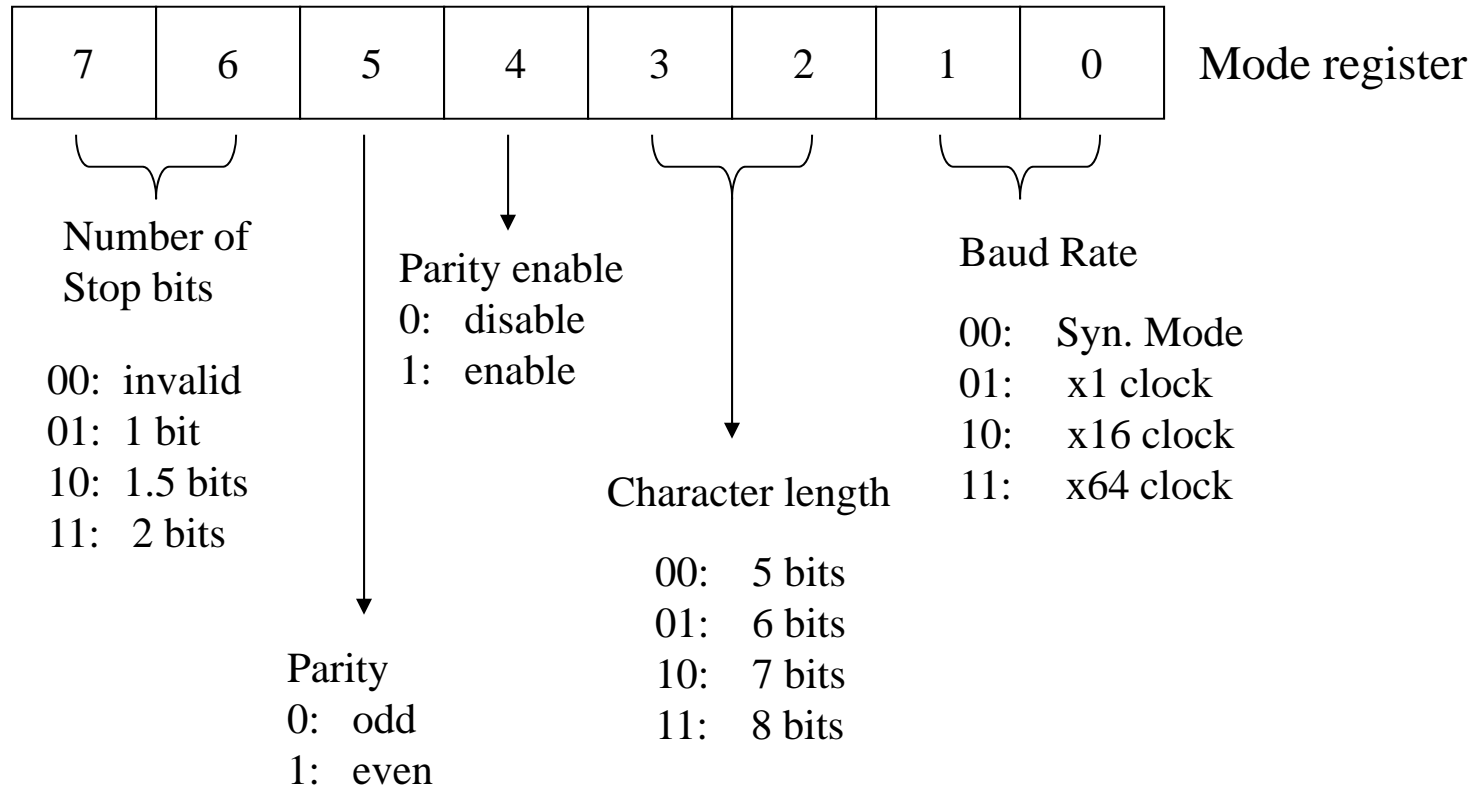 7 6 5 4 3 2 1 0 Mode register
Number of
Stop bits
00: invalid
01: 1 bit
10: 1.5 bits
11: 2 bits
Parity
0: odd
1: even
Parity enable
0: disable
1: enable
Character length
00: 5 bits
01: 6 bits
10: 7 bits
11: 8 bits
Baud Rate
00: Syn. Mode
01: x1 clock
10: x16 clock
11: x64 clock